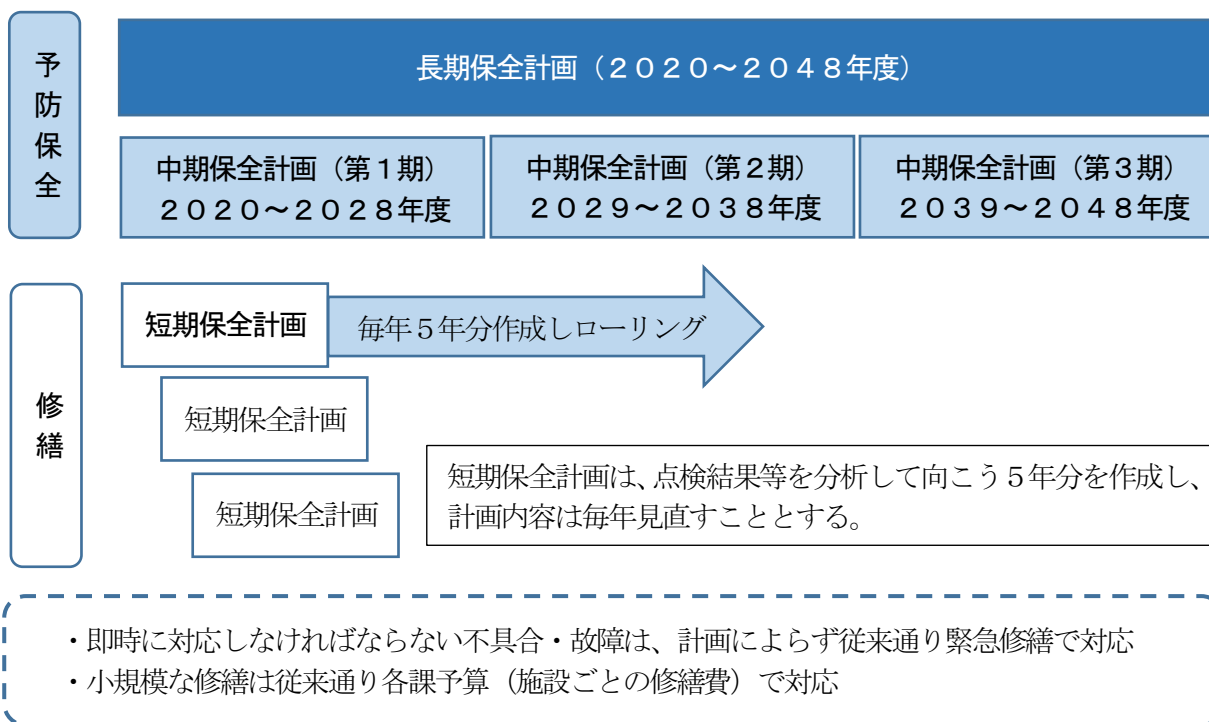 予防保全
長期保全計画（２０２０～２０４８年度）
中期保全計画（第１期）
２０２０～２０２８年度
中期保全計画（第２期）
２０２９～２０３８年度
中期保全計画（第３期）
２０３９～２０４８年度
修繕
短期保全計画
毎年５年分作成しローリング
短期保全計画
短期保全計画
短期保全計画は、点検結果等を分析して向こう５年分を作成し、
計画内容は毎年見直すこととする。
・即時に対応しなければならない不具合・故障は、計画によらず従来通り緊急修繕で対応
・小規模な修繕は従来通り各課予算（施設ごとの修繕費）で対応